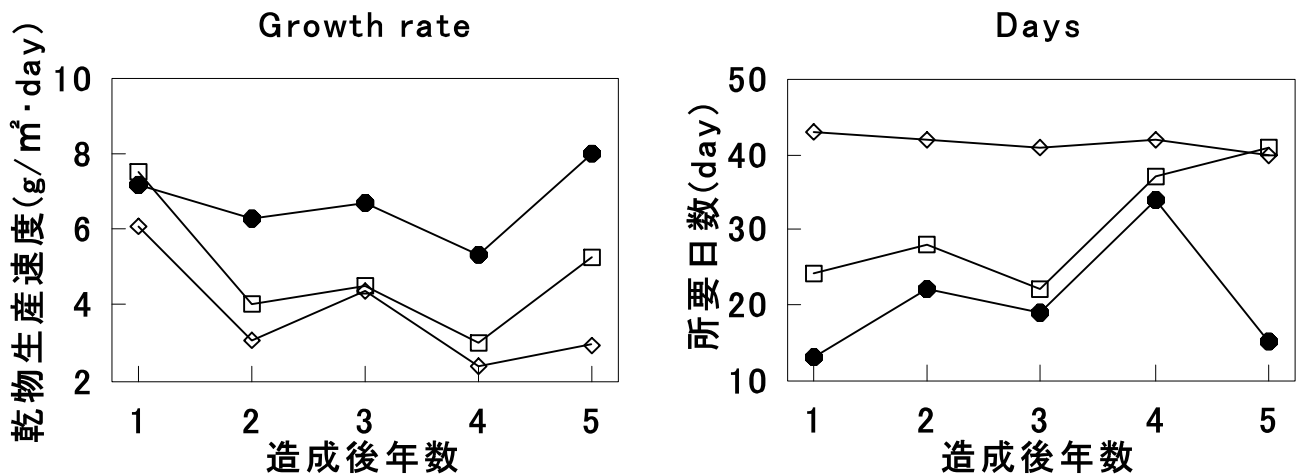 Growth rate
乾物生産速度(g/㎡･day)
10
8
6
4
2
1 2 3 4 5
造成後年数
Days
所要日数(day)
50
40
30
20
10
1 2 3 4 5
造成後年数